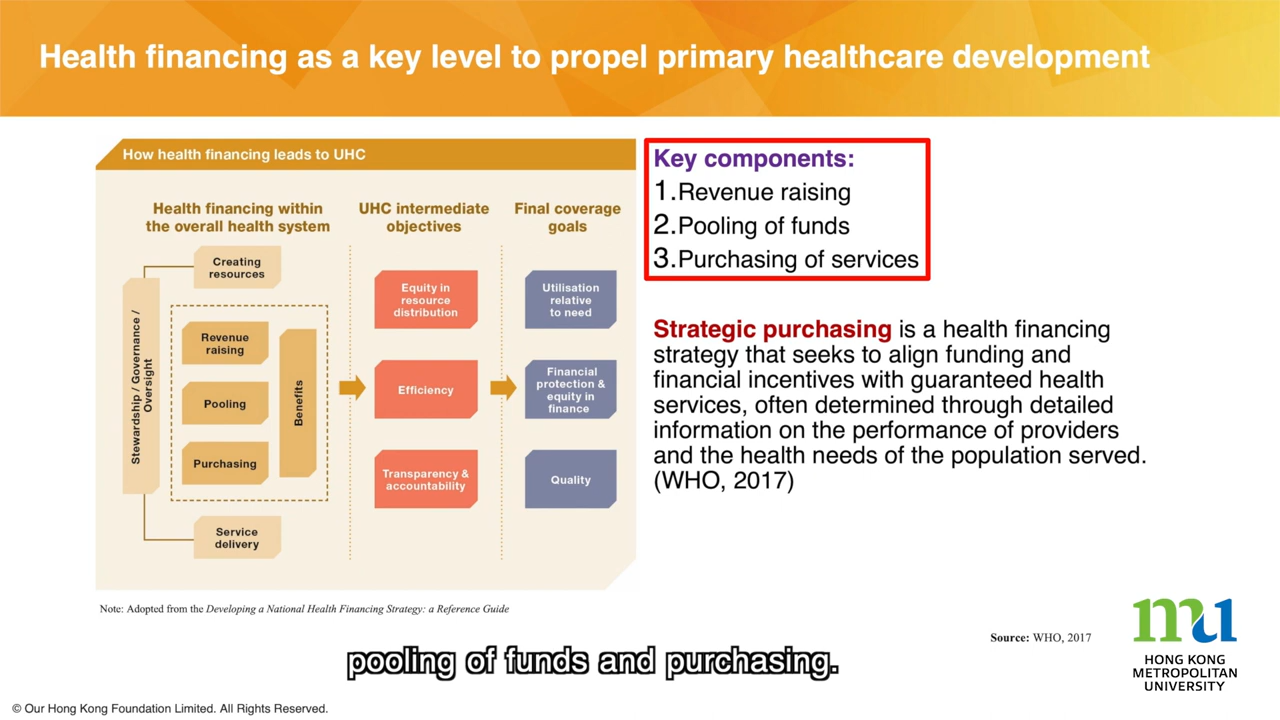 Health financing as a key level to propel primary healthcare development
How health financing leads to UHC
Health financing within
the overall health system
UHC intermediate
objectives
Final coverage
goals
Stewardship / Governance /
Oversight
Creating
resources
Revenue
raising
Pooling
Purchasing
Benefits
Service
delivery
Equity in
resource
distribution
Efficiency
Transparency &
accountability
Utilisation
relative
to need
Financial
protection &
equity in
finance
Quality
Note: Adopted from the Developing a National Health Financing Strategy: a Reference Guide
Key components:
1.Revenue raising
2.Pooling of funds
3.Purchasing of services
Strategic purchasing is a health financing
strategy that seeks to align funding and
financial incentives with guaranteed health
services, often determined through detailed
information on the performance of providers
and the health needs of the population served.
(WHO, 2017)
Source: WHO, 2017
mu
HONG KONG
METROPOLITAN
UNIVERSITY
pooling of funds and purchasing.
© Our Hong Kong Foundation Limited. All Rights Reserved.